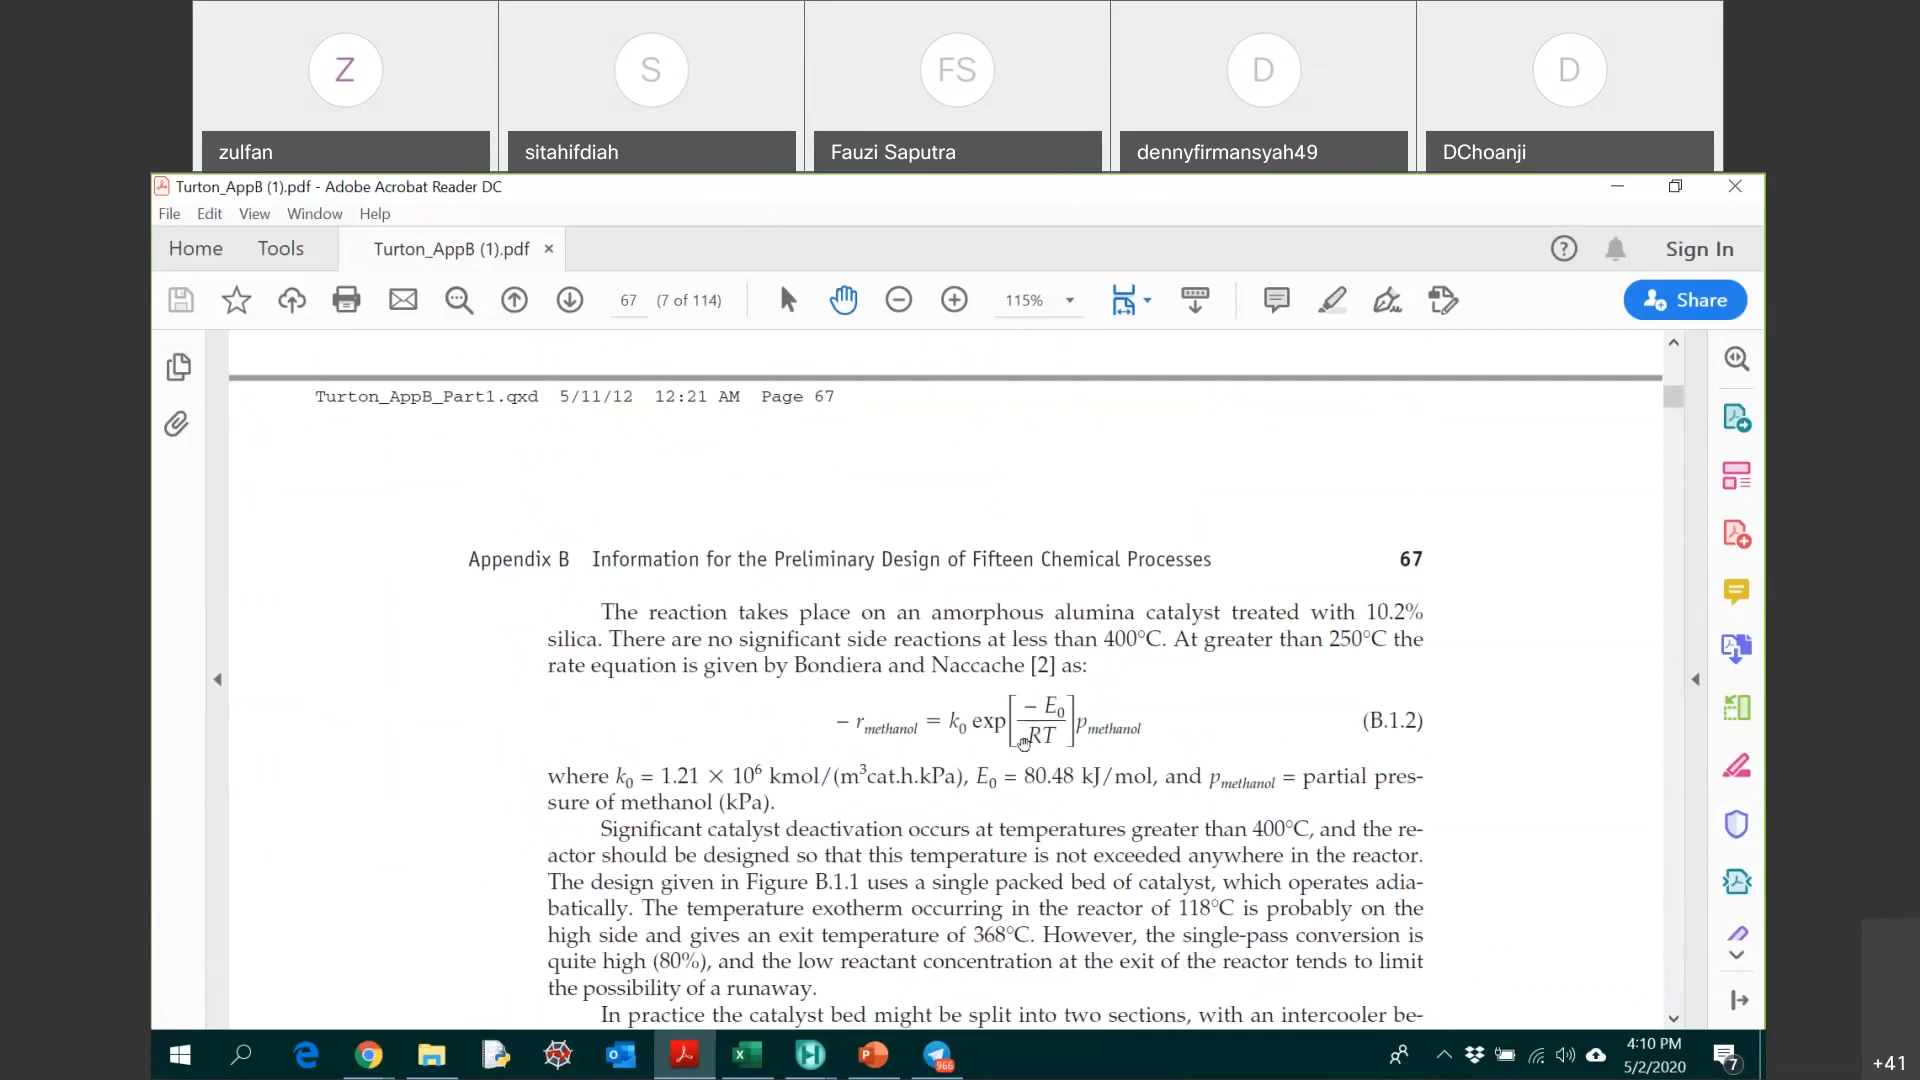 Z S FS D D
zulfan sitahifdiah Fauzi Saputra dennyfirmansyah49 DChoanji
Turton_AppB (1).pdf - Adobe Acrobat Reader DC
File Edit View Window Help
Home Tools Turton_AppB (1).pdf × Sign In
67 (7 of 114) 115% Share
Turton_AppB_Part1.qxd 5/11/12 12:21 AM Page 67
Appendix B Information for the Preliminary Design of Fifteen Chemical Processes 67
The reaction takes place on an amorphous alumina catalyst treated with 10.2%
silica. There are no significant side reactions at less than 400°C. At greater than 250°C the
rate equation is given by Bondiera and Naccache [2] as:
− r_methanol = k₀ exp[− E₀ / RT] p_methanol (B.1.2)
where k₀ = 1.21 × 10⁶ kmol/(m³cat.h.kPa), E₀ = 80.48 kJ/mol, and p_methanol = partial pres-
sure of methanol (kPa).
Significant catalyst deactivation occurs at temperatures greater than 400°C, and the re-
actor should be designed so that this temperature is not exceeded anywhere in the reactor.
The design given in Figure B.1.1 uses a single packed bed of catalyst, which operates adia-
batically. The temperature exotherm occurring in the reactor of 118°C is probably on the
high side and gives an exit temperature of 368°C. However, the single-pass conversion is
quite high (80%), and the low reactant concentration at the exit of the reactor tends to limit
the possibility of a runaway.
In practice the catalyst bed might be split into two sections, with an intercooler be-
966
4:10 PM
5/2/2020
7
+41